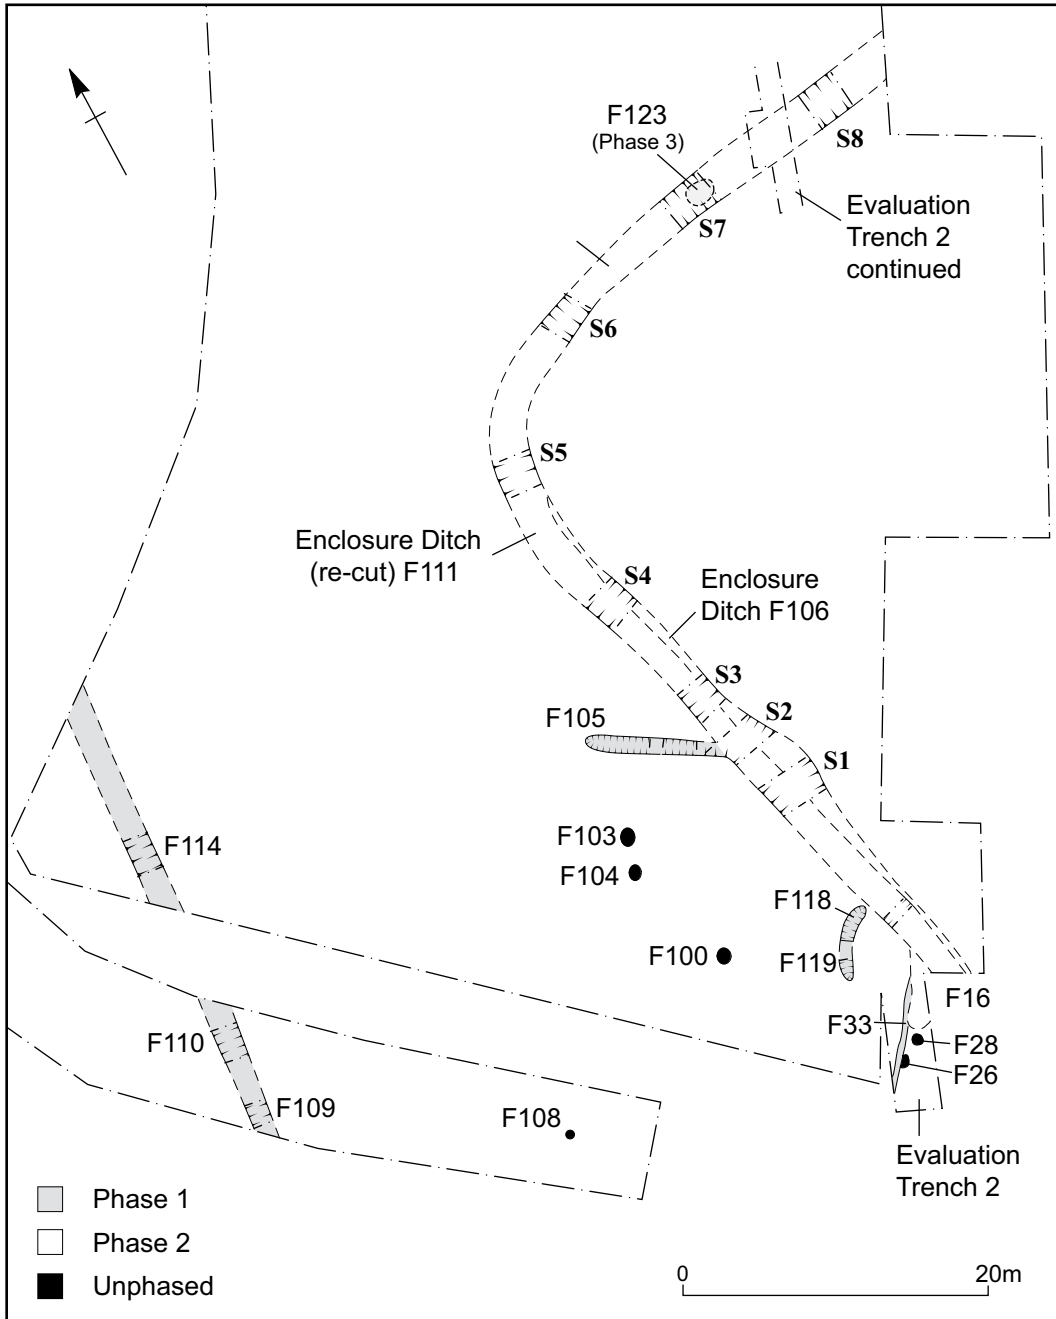 F123
(Phase 3)
S8
Evaluation
Trench 2
continued
S7
S6
S5
Enclosure Ditch
(re-cut) F111
S4
Enclosure
Ditch F106
S3
S2
F105
S1
F103
F114
F104
F118
F100
F119
F16
F33
F28
F110
F26
F109
F108
Evaluation
Trench 2
Phase 1
Phase 2
Unphased
0 20m